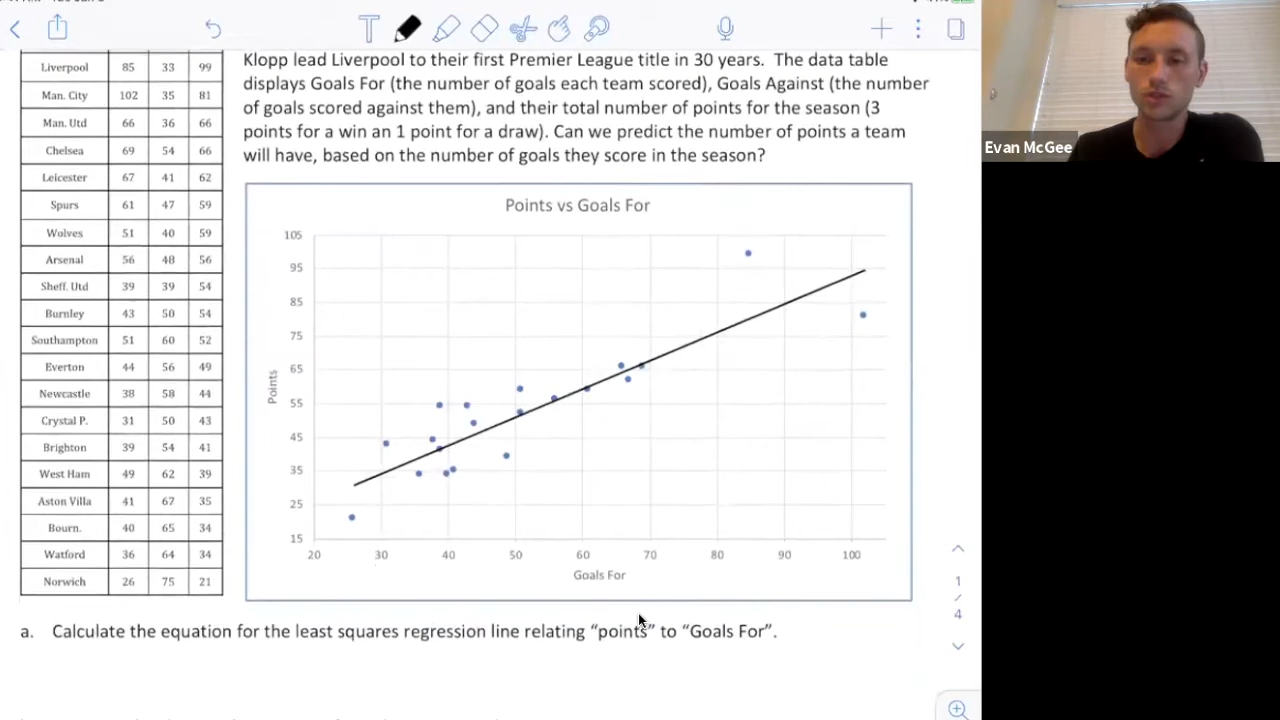 Klopp lead Liverpool to their first Premier League title in 30 years. The data table
displays Goals For (the number of goals each team scored), Goals Against (the number
of goals scored against them), and their total number of points for the season (3
points for a win an 1 point for a draw). Can we predict the number of points a team
will have, based on the number of goals they score in the season?
Liverpool 85 33 99
Man. City 102 35 81
Man. Utd 66 36 66
Chelsea 69 54 66
Leicester 67 41 62
Spurs 61 47 59
Wolves 51 40 59
Arsenal 56 48 56
Sheff. Utd 39 39 54
Burnley 43 50 54
Southampton 51 60 52
Everton 44 56 49
Newcastle 38 58 44
Crystal P. 31 50 43
Brighton 39 54 41
West Ham 49 62 39
Aston Villa 41 67 35
Bourn. 40 65 34
Watford 36 64 34
Norwich 26 75 21
Points vs Goals For
105
95
85
75
65
55
45
35
25
15
Points
20 30 40 50 60 70 80 90 100
Goals For
a. Calculate the equation for the least squares regression line relating “points” to “Goals For”.
T
1
/
4
Evan McGee